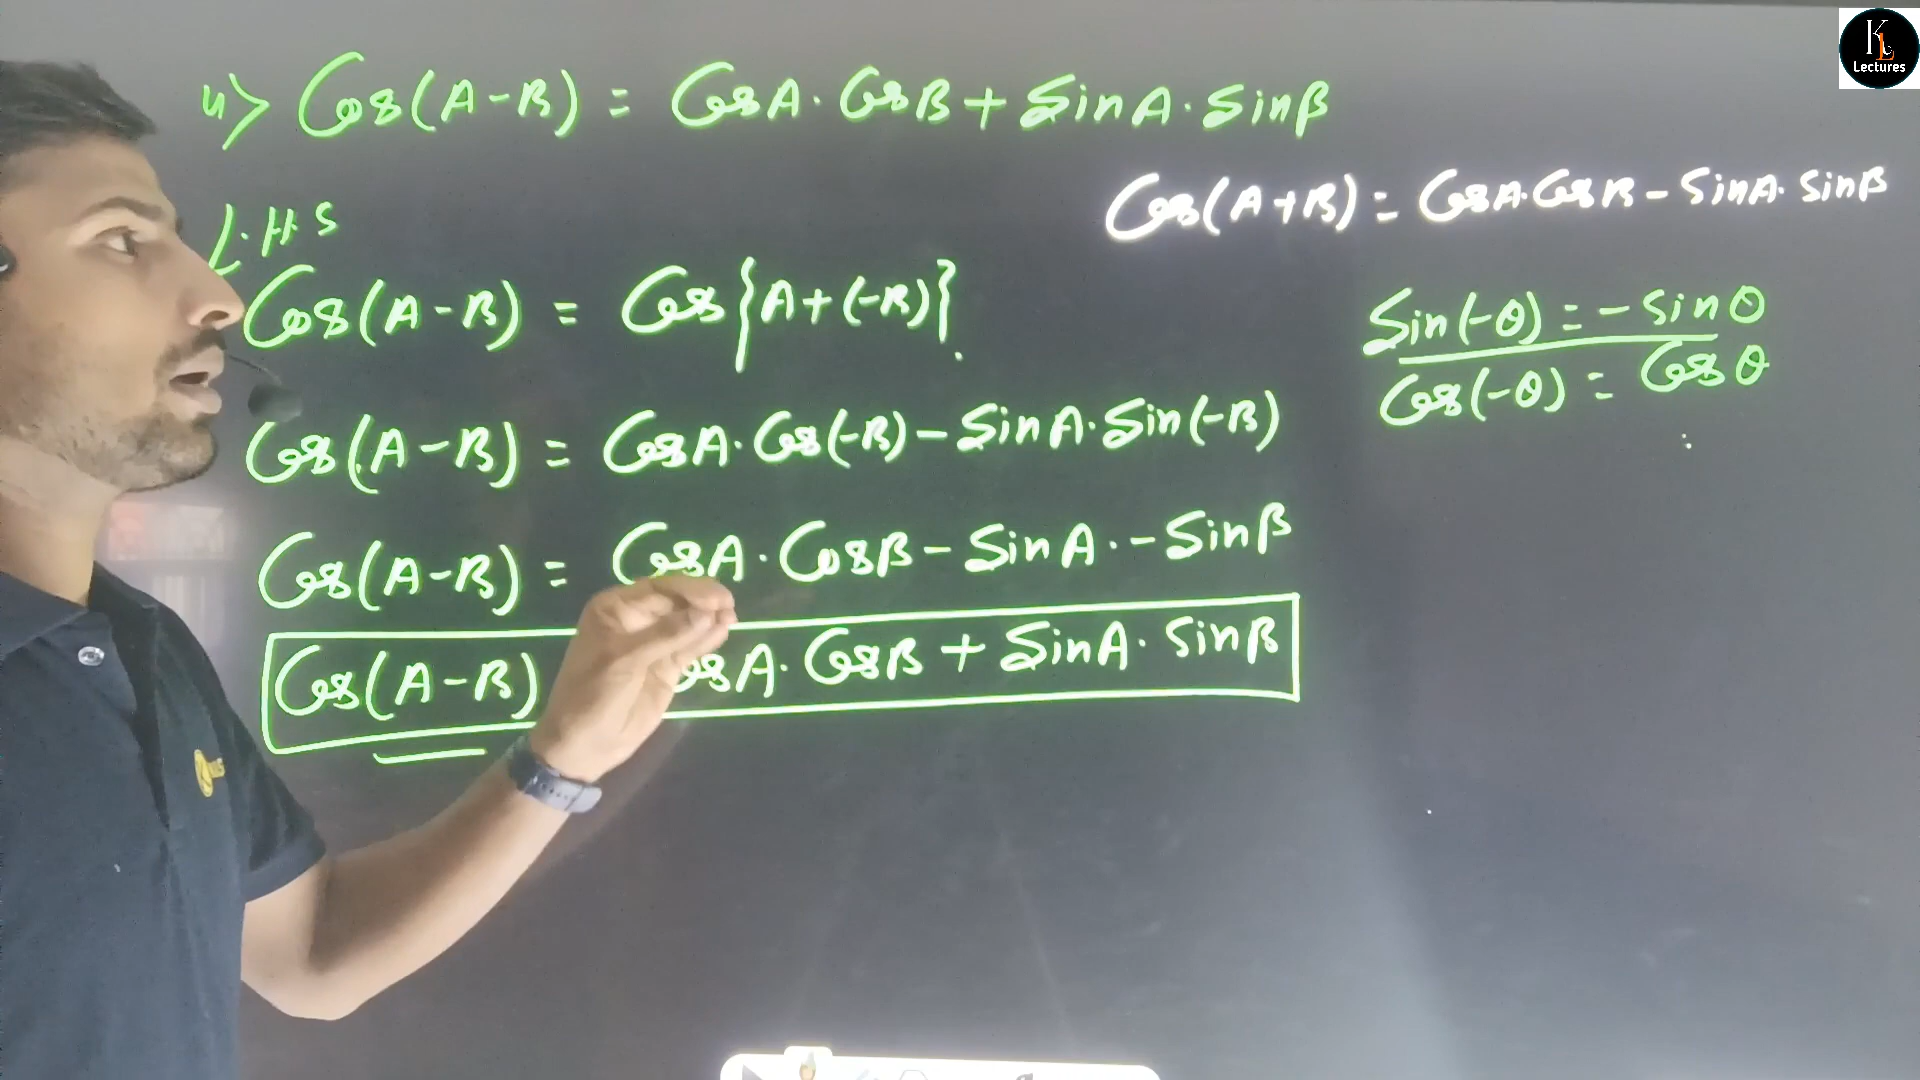 4> Cos(A-B) = CosA. CosB + SinA. SinB
Cos(A+B) = CosA. CosB - SinA. SinB
L.H.S
Cos(A-B) = Cos{A+(-B)}.
Sin(-θ) = -Sinθ
Cos(-θ) = Cosθ
Cos(A-B) = CosA. Cos(-B) - SinA. Sin(-B)
Cos(A-B) = CosA. CosB - SinA. -SinB
Cos(A-B) osA. CosB + SinA. SinB
KL
Lectures